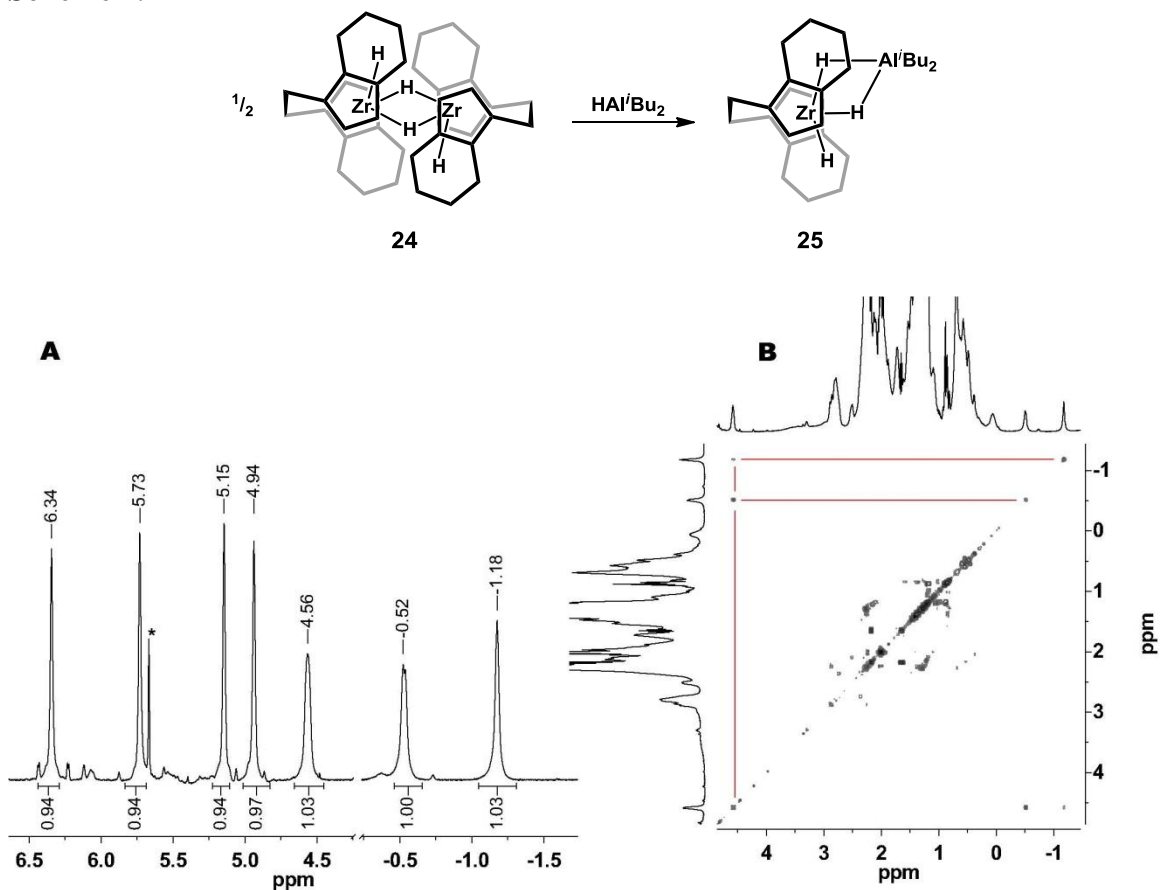 1/2
H
H
Zr
Zr
H
H
HAlⁱBu₂
H
AlⁱBu₂
Zr
H
H
24
25
A
B
6.34
5.73
*
5.15
4.94
4.56
-0.52
-1.18
0.94
0.94
0.94
0.97
1.03
1.00
1.03
6.5 6.0 5.5 5.0 4.5 -0.5 -1.0 -1.5
ppm
-1
0
1
2
3
4
ppm
4 3 2 1 0 -1
ppm